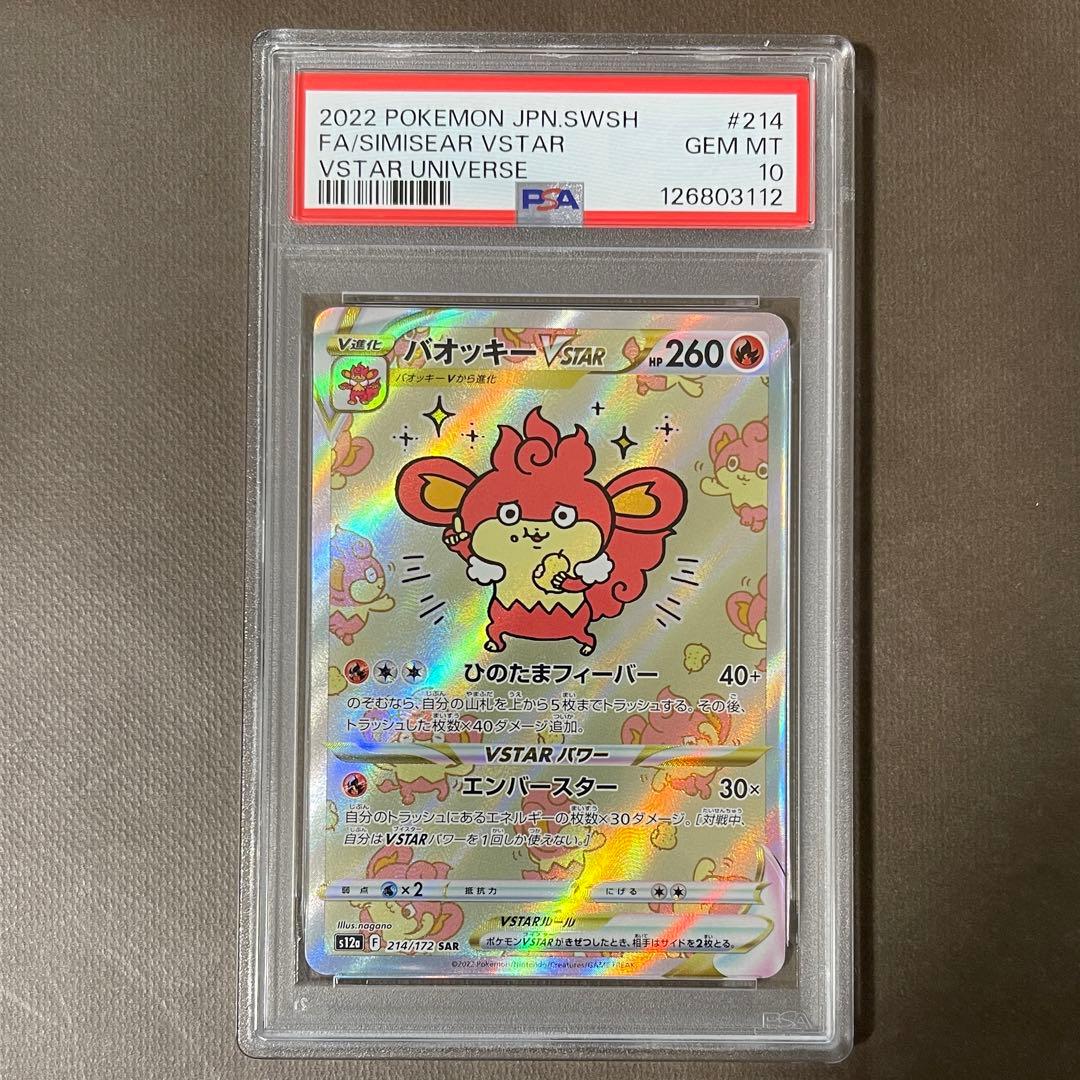 2022 POKEMON JPN.SWSH #214
FA/SIMISEAR VSTAR GEM MT
VSTAR UNIVERSE 10
PSA 126803112
V進化 バオッキー VSTAR HP 260
バオッキーVから進化
ひのたまフィーバー 40+
のぞむなら、自分の山札を上から5枚までトラッシュする。その後、
トラッシュした枚数×40ダメージ追加。
VSTARパワー
エンバースター 30×
自分のトラッシュにあるエネルギーの枚数×30ダメージ。[対戦中、
自分はVSTARパワーを1回しか使えない。]
弱点 ×2 抵抗力 にげる
Illus.nagano
VSTARルール
s12a F 214/172 SAR
ポケモンVSTARがきぜつしたとき、相手はサイドを2枚とる。
©2022 Pokémon/Nintendo/Creatures/GAME FREAK
PSA